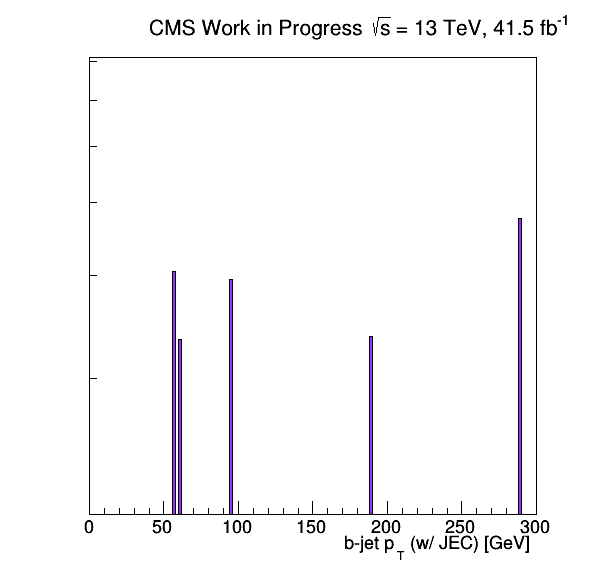 CMS Work in Progress √s = 13 TeV, 41.5 fb⁻¹
0 50 100 150 200 250 300
b-jet p_T (w/ JEC) [GeV]